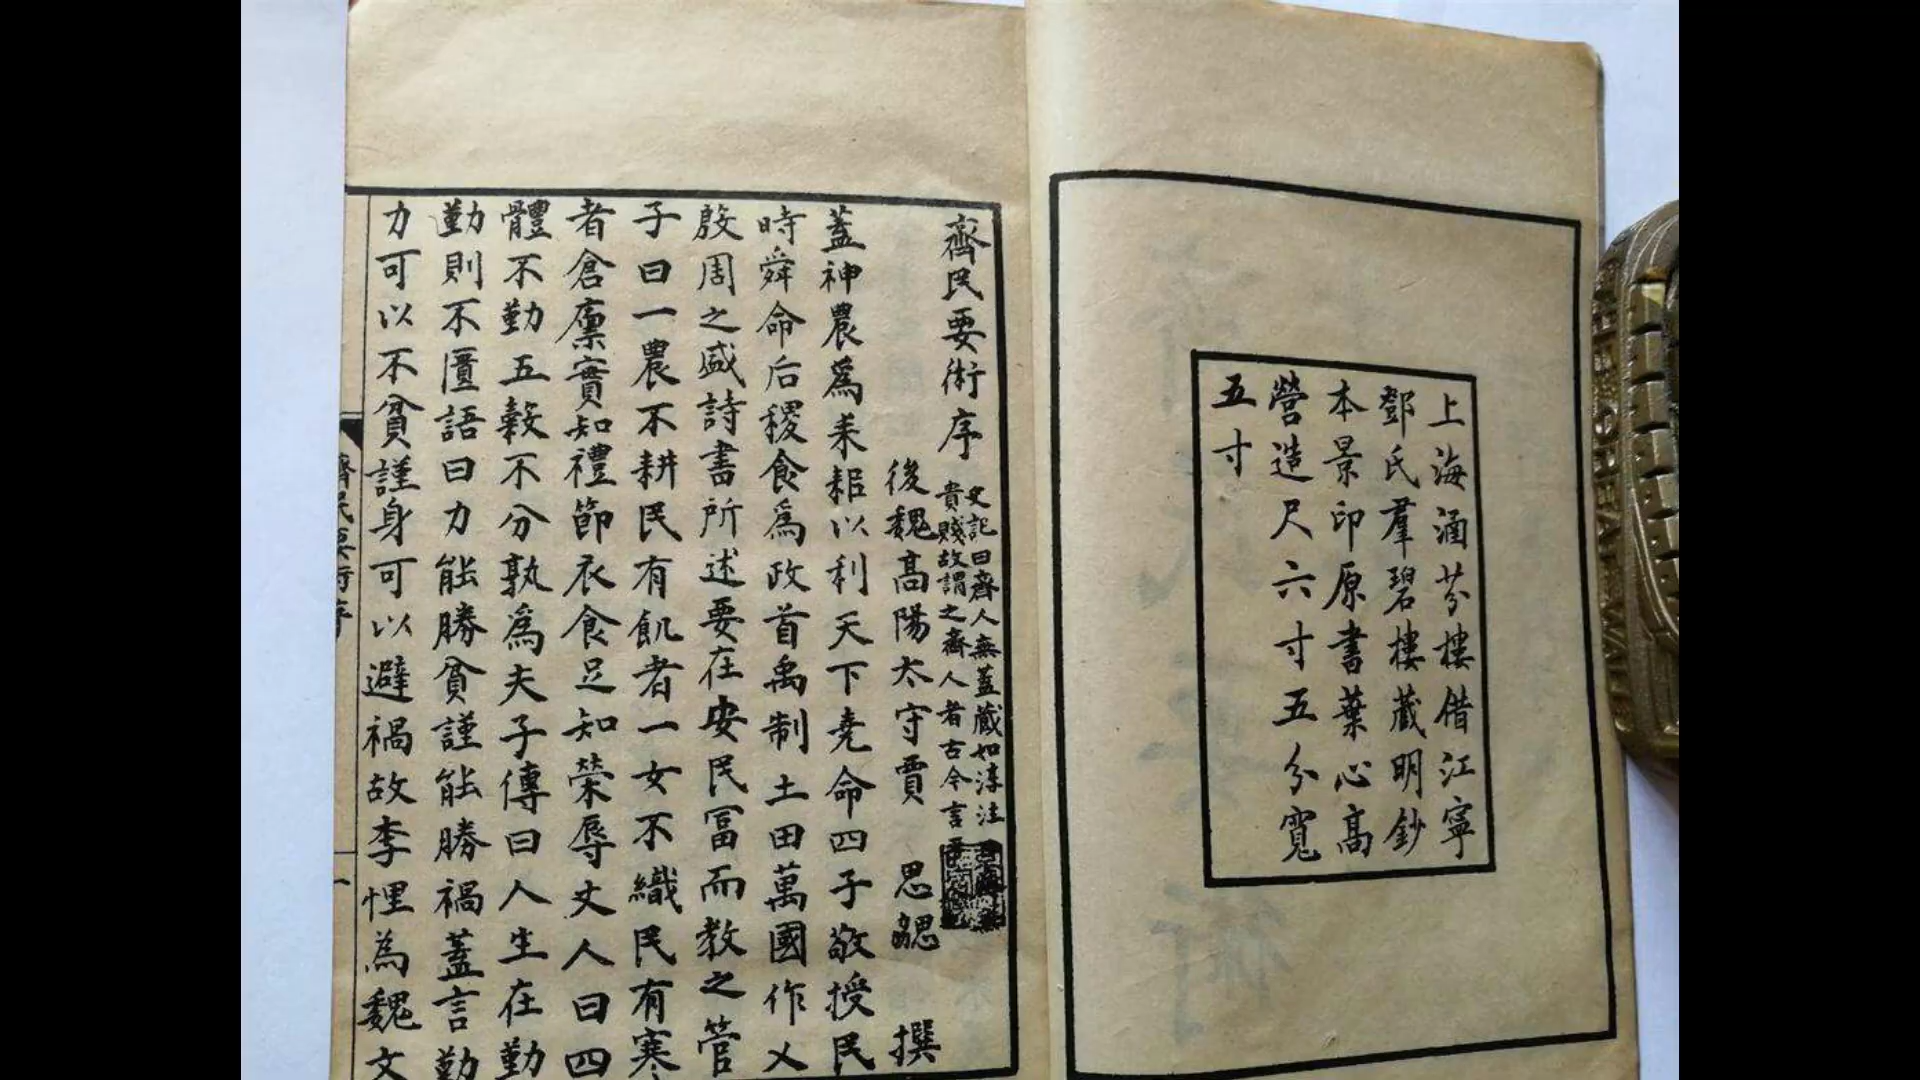 上海涵芬樓借江寧
鄧氏羣碧樓藏明鈔
本景印原書葉心高
營造尺六寸五分寬
五寸
齊民要術序
史記曰齊人無蓋藏如淳注
貴賤故謂之齊人者古今言
後魏高陽太守賈 思勰 撰
蓋神農爲耒耜以利天下堯命四子敬授民
時舜命后稷食爲政首禹制土田萬國作乂
殷周之盛詩書所述要在安民冨而教之管
子曰一農不耕民有飢者一女不織民有寒
者倉廩實知禮節衣食足知榮辱丈人曰四
體不勤五穀不分孰爲夫子傳曰人生在勤
勤則不匱語曰力能勝貧謹能勝禍蓋言勤
力可以不貧謹身可以避禍故李悝為魏文
齊民要術序
一